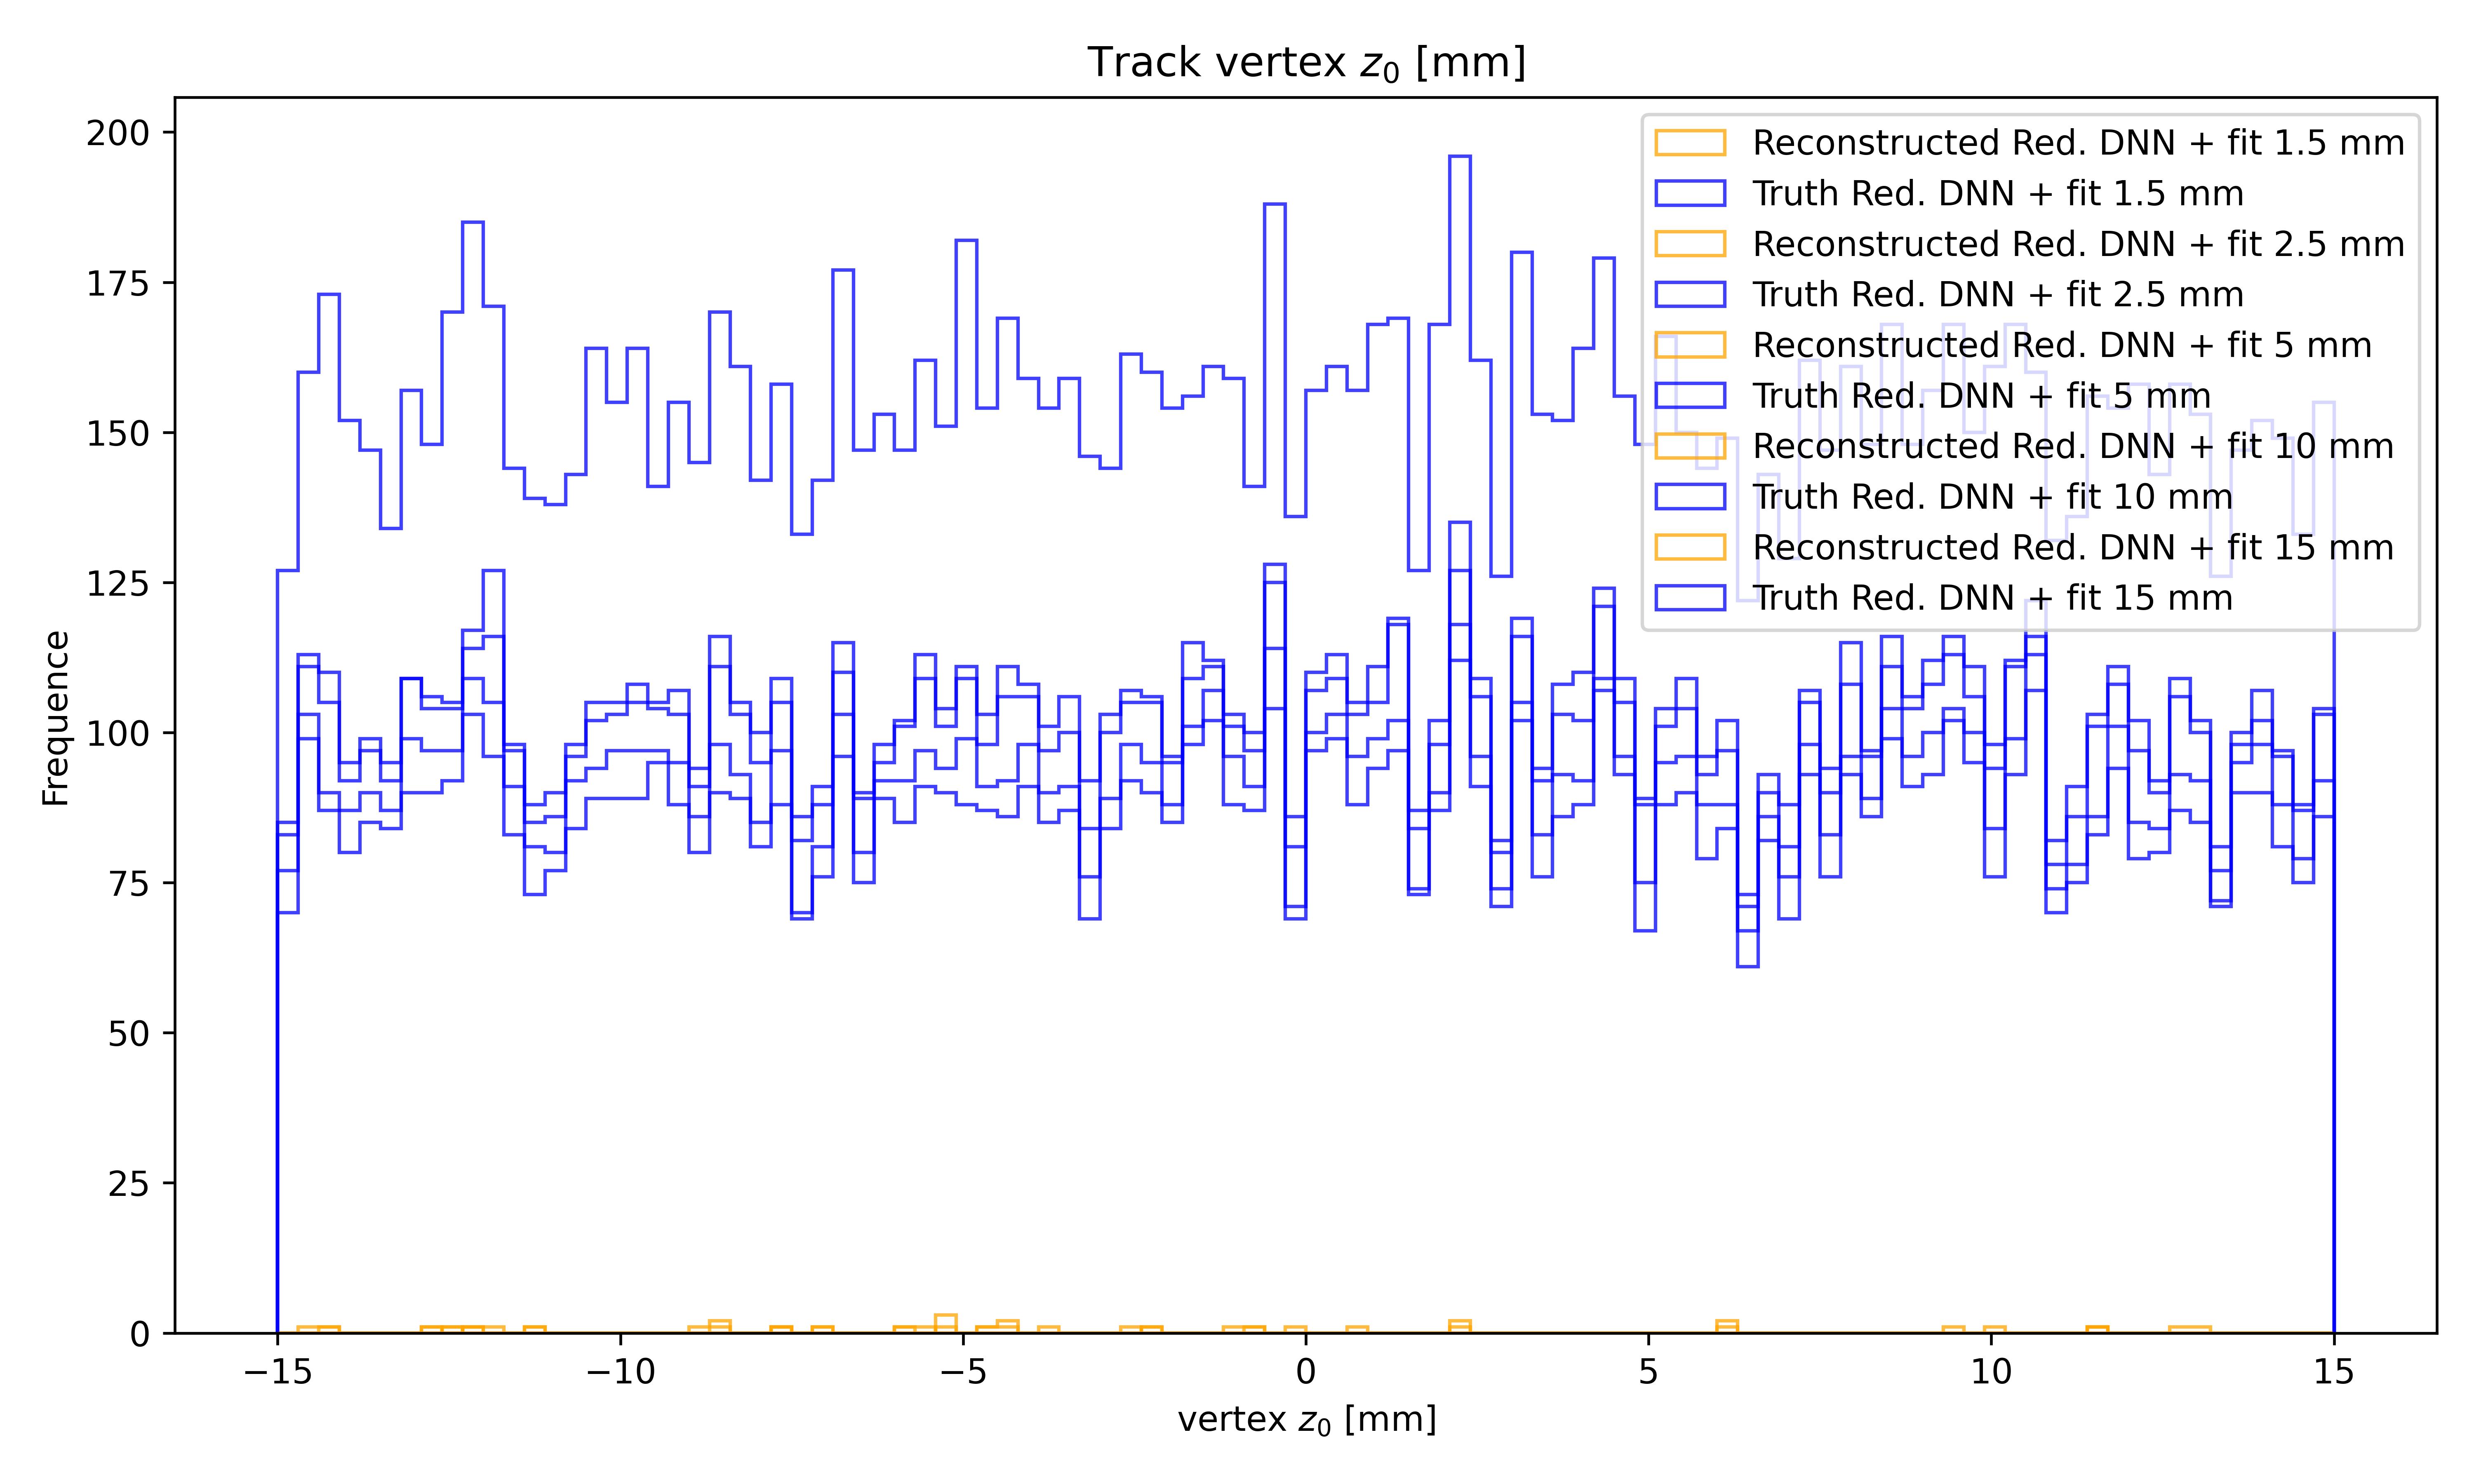 Track vertex z₀ [mm]
200
175
150
125
100
75
50
25
0
Frequence
Reconstructed Red. DNN + fit 1.5 mm
Truth Red. DNN + fit 1.5 mm
Reconstructed Red. DNN + fit 2.5 mm
Truth Red. DNN + fit 2.5 mm
Reconstructed Red. DNN + fit 5 mm
Truth Red. DNN + fit 5 mm
Reconstructed Red. DNN + fit 10 mm
Truth Red. DNN + fit 10 mm
Reconstructed Red. DNN + fit 15 mm
Truth Red. DNN + fit 15 mm
−15 −10 −5 0 5 10 15
vertex z₀ [mm]